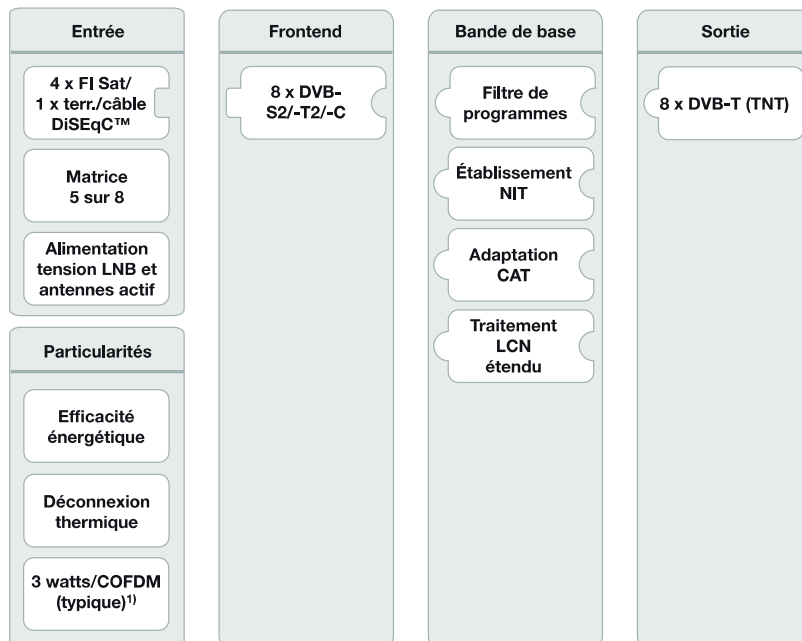 Entrée
4 x FI Sat/
1 x terr./câble
DiSEqC™
Matrice
5 sur 8
Alimentation
tension LNB et
antennes actif
Particularités
Efficacité
énergétique
Déconnexion
thermique
3 watts/COFDM
(typique)1)
Frontend
8 x DVB-
S2/-T2/-C
Bande de base
Filtre de
programmes
Établissement
NIT
Adaptation
CAT
Traitement
LCN
étendu
Sortie
8 x DVB-T (TNT)